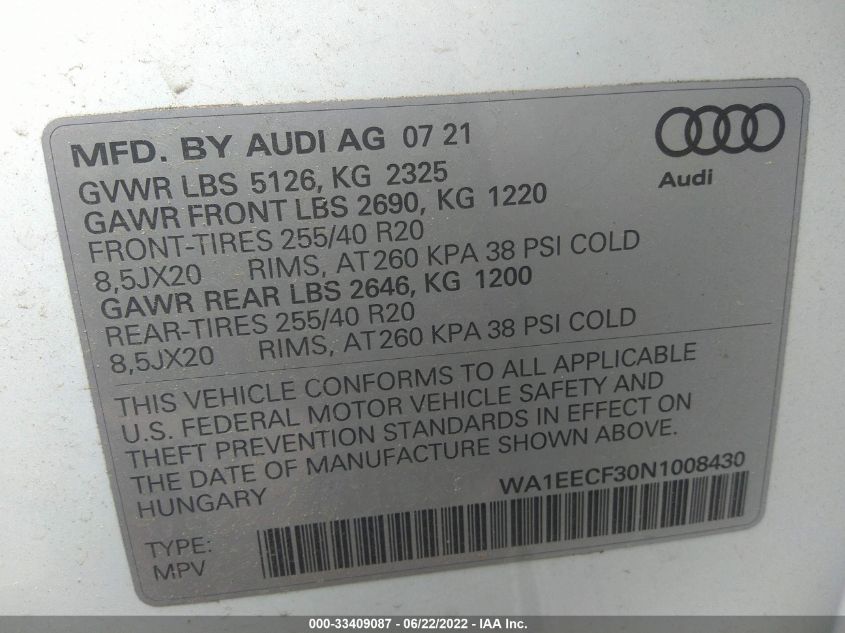 MFD. BY AUDI AG 07 21
Audi
GVWR LBS 5126, KG 2325
GAWR FRONT LBS 2690, KG 1220
FRONT-TIRES 255/40 R20
8,5JX20 RIMS, AT 260 KPA 38 PSI COLD
GAWR REAR LBS 2646, KG 1200
REAR-TIRES 255/40 R20
8,5JX20 RIMS, AT 260 KPA 38 PSI COLD
THIS VEHICLE CONFORMS TO ALL APPLICABLE
U.S. FEDERAL MOTOR VEHICLE SAFETY AND
THEFT PREVENTION STANDARDS IN EFFECT ON
THE DATE OF MANUFACTURE SHOWN ABOVE.
HUNGARY
WA1EECF30N1008430
TYPE:
MPV
000-33409087 - 06/22/2022 - IAA Inc.